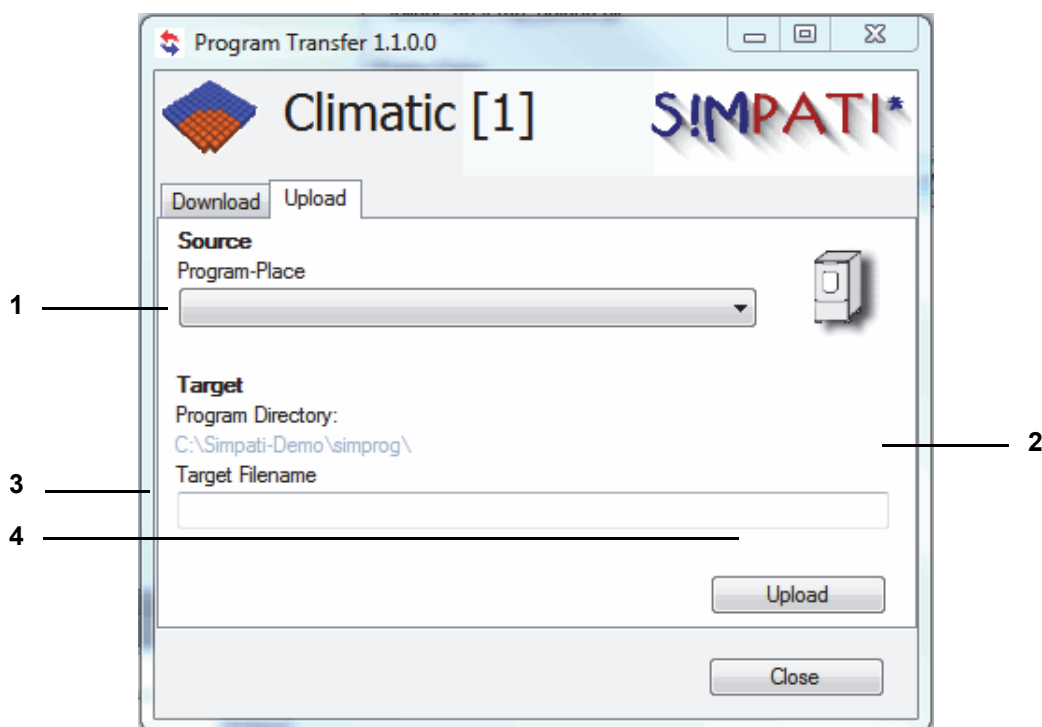 Program Transfer 1.1.0.0
Climatic [1]
S!MPATI*
Download
Upload
Source
Program-Place
1
Target
Program Directory:
C:\Simpati-Demo\simprog\
2
Target Filename
3
4
Upload
Close